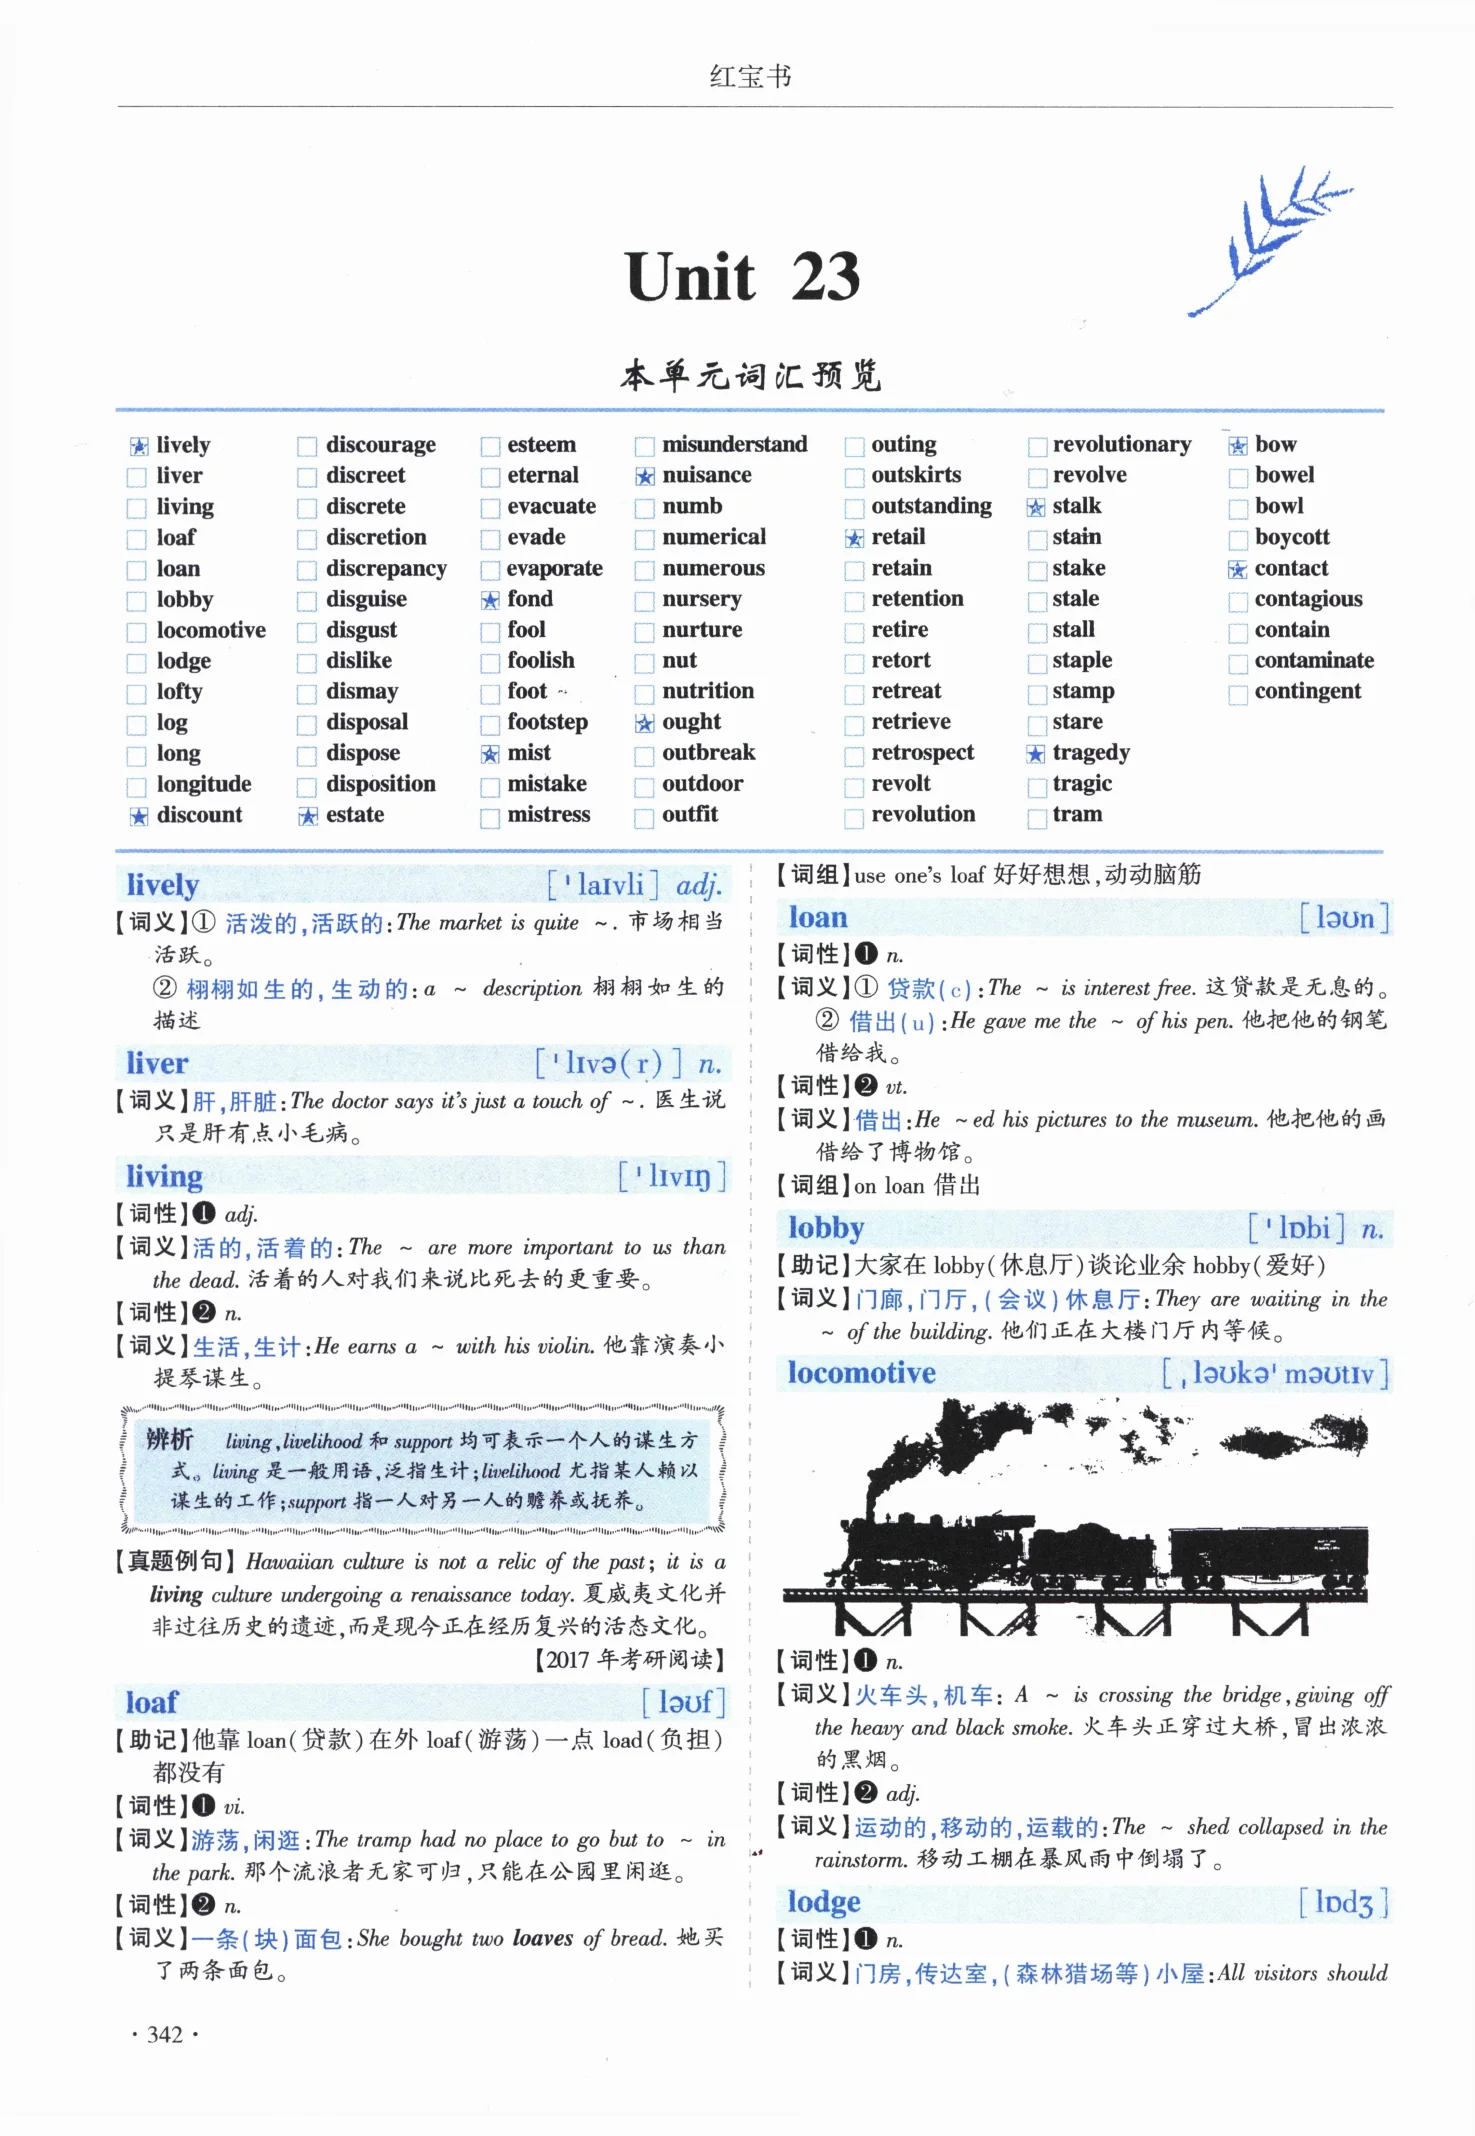 红宝书
Unit 23
本单元词汇预览
lively discourage esteem misunderstand outing revolutionary bow
liver discreet eternal nuisance outskirts revolve bowel
living discrete evacuate numb outstanding stalk bowl
loaf discretion evade numerical retail stain boycott
loan discrepancy evaporate numerous retain stake contact
lobby disguise fond nursery retention stale contagious
locomotive disgust fool nurture retire stall contain
lodge dislike foolish nut retort staple contaminate
lofty dismay foot nutrition retreat stamp contingent
log disposal footstep ought retrieve stare
long dispose mist outbreak retrospect tragedy
longitude disposition mistake outdoor revolt tragic
discount estate mistress outfit revolution tram
lively [ˈlaɪvli] adj.
【词义】① 活泼的,活跃的:The market is quite ~. 市场相当
活跃。
② 栩栩如生的,生动的:a ~ description 栩栩如生的
描述
liver [ˈlɪvə(r)] n.
【词义】肝,肝脏:The doctor says it's just a touch of ~. 医生说
只是肝有点小毛病。
living [ˈlɪvɪŋ]
【词性】❶ adj.
【词义】活的,活着的:The ~ are more important to us than
the dead. 活着的人对我们来说比死去的更重要。
【词性】❷ n.
【词义】生活,生计:He earns a ~ with his violin. 他靠演奏小
提琴谋生。
辨析 living,livelihood 和 support 均可表示一个人的谋生方
式。living 是一般用语,泛指生计;livelihood 尤指某人赖以
谋生的工作;support 指一人对另一人的赡养或抚养。
【真题例句】Hawaiian culture is not a relic of the past; it is a
living culture undergoing a renaissance today. 夏威夷文化并
非过往历史的遗迹,而是现今正在经历复兴的活态文化。
【2017 年考研阅读】
loaf [ləʊf]
【助记】他靠 loan(贷款)在外 loaf(游荡)一点 load(负担)
都没有
【词性】❶ vi.
【词义】游荡,闲逛:The tramp had no place to go but to ~ in
the park. 那个流浪者无家可归,只能在公园里闲逛。
【词性】❷ n.
【词义】一条(块)面包:She bought two loaves of bread. 她买
了两条面包。
【词组】use one's loaf 好好想想,动动脑筋
loan [ləʊn]
【词性】❶ n.
【词义】① 贷款(c):The ~ is interest free. 这贷款是无息的。
② 借出(u):He gave me the ~ of his pen. 他把他的钢笔
借给我。
【词性】❷ vt.
【词义】借出:He ~ed his pictures to the museum. 他把他的画
借给了博物馆。
【词组】on loan 借出
lobby [ˈlɒbi] n.
【助记】大家在 lobby(休息厅)谈论业余 hobby(爱好)
【词义】门廊,门厅,(会议)休息厅:They are waiting in the
~ of the building. 他们正在大楼门厅内等候。
locomotive [ˌləʊkəˈməʊtɪv]
【词性】❶ n.
【词义】火车头,机车: A ~ is crossing the bridge,giving off
the heavy and black smoke. 火车头正穿过大桥,冒出浓浓
的黑烟。
【词性】❷ adj.
【词义】运动的,移动的,运载的:The ~ shed collapsed in the
rainstorm. 移动工棚在暴风雨中倒塌了。
lodge [lɒdʒ]
【词性】❶ n.
【词义】门房,传达室,(森林猎场等)小屋:All visitors should
· 342 ·